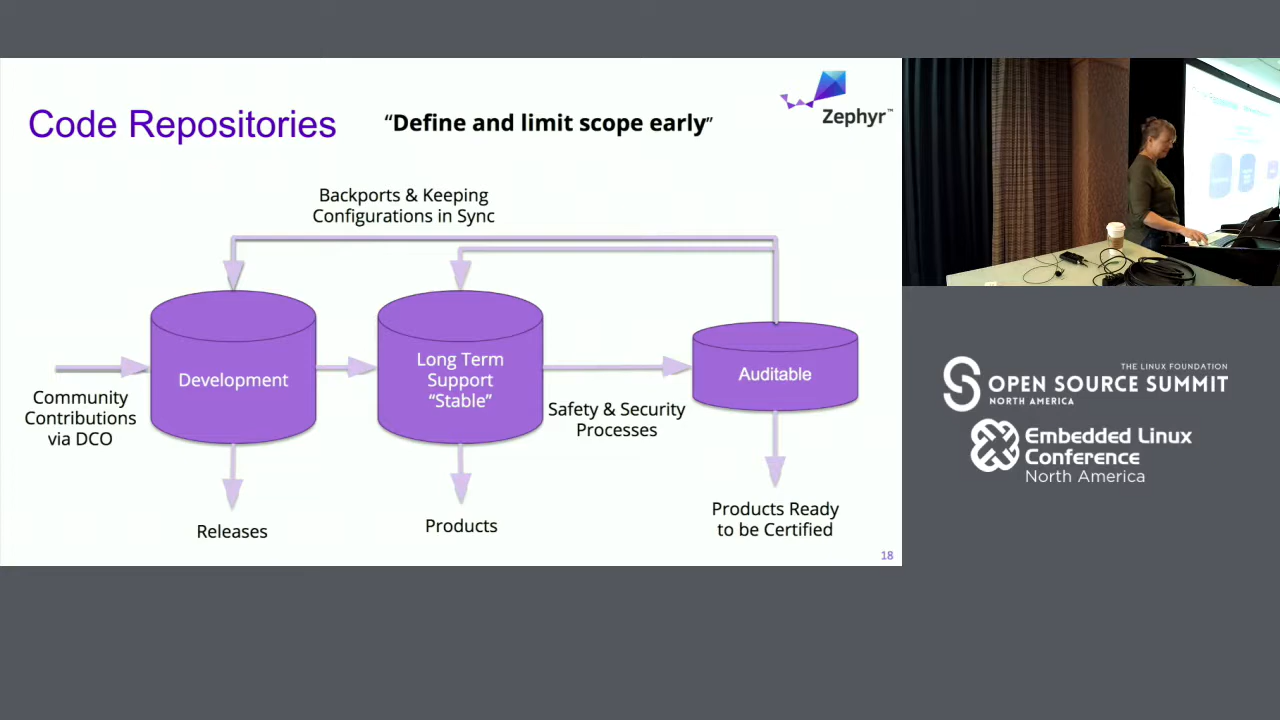 Code Repositories
“Define and limit scope early”
Zephyr™
Backports & Keeping
Configurations in Sync
Development
Long Term
Support
“Stable”
Auditable
Community
Contributions
via DCO
Safety & Security
Processes
Releases
Products
Products Ready
to be Certified
18
THE LINUX FOUNDATION
OPEN SOURCE SUMMIT
NORTH AMERICA
Embedded Linux
Conference
North America